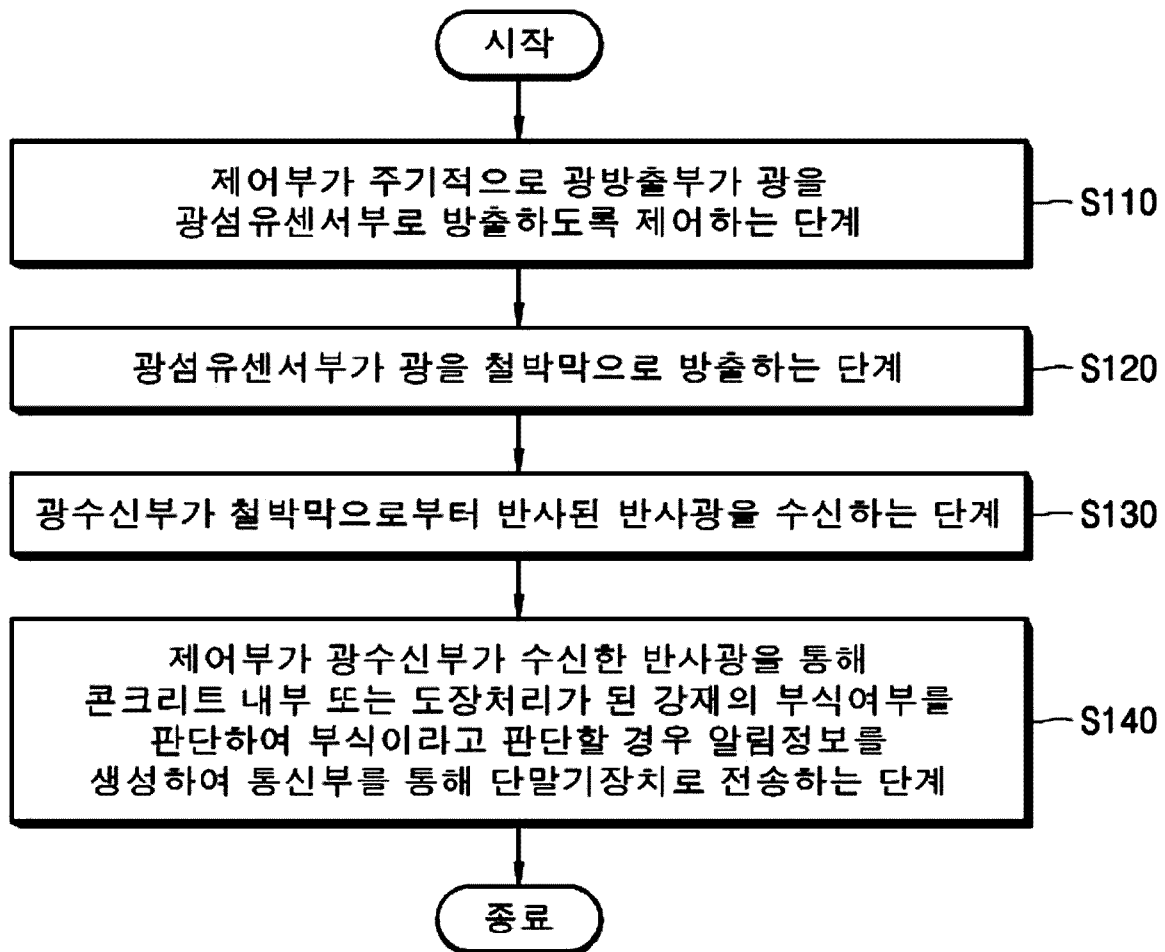 시작
제어부가 주기적으로 광방출부가 광을
광섬유센서부로 방출하도록 제어하는 단계
S110
광섬유센서부가 광을 철박막으로 방출하는 단계
S120
광수신부가 철박막으로부터 반사된 반사광을 수신하는 단계
S130
제어부가 광수신부가 수신한 반사광을 통해
콘크리트 내부 또는 도장처리가 된 강재의 부식여부를
판단하여 부식이라고 판단할 경우 알림정보를
생성하여 통신부를 통해 단말기장치로 전송하는 단계
S140
종료